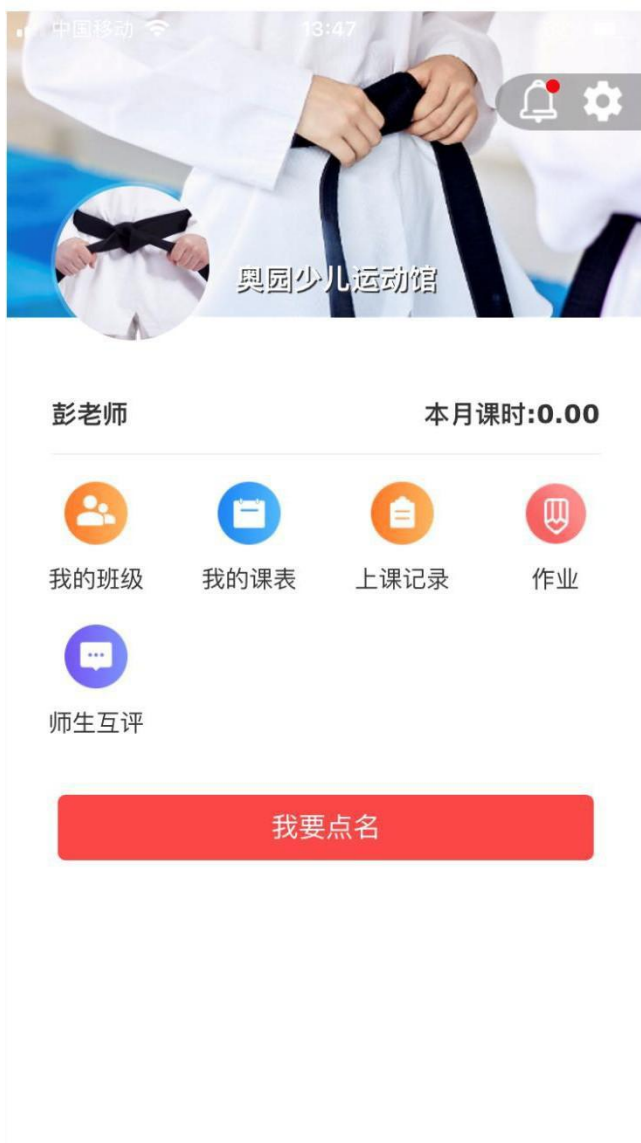 中国移动 13:47
奥园少儿运动馆
彭老师 本月课时:0.00
我的班级 我的课表 上课记录 作业
师生互评
我要点名